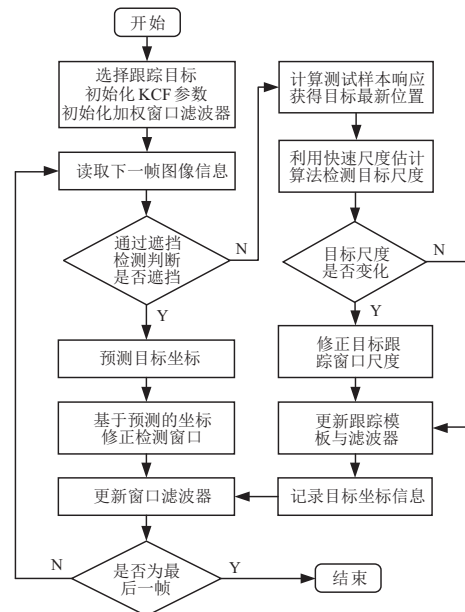 开始
选择跟踪目标
初始化KCF参数
初始化加权窗口滤波器
读取下一帧图像信息
通过遮挡
检测判断
是否遮挡
N
Y
预测目标坐标
基于预测的坐标
修正检测窗口
更新窗口滤波器
计算测试样本响应
获得目标最新位置
利用快速尺度估计
算法检测目标尺度
目标尺度
是否变化
N
Y
修正目标跟
踪窗口尺度
更新跟踪模
板与滤波器
记录目标坐标信息
是否为最
后一帧
N
Y
结束